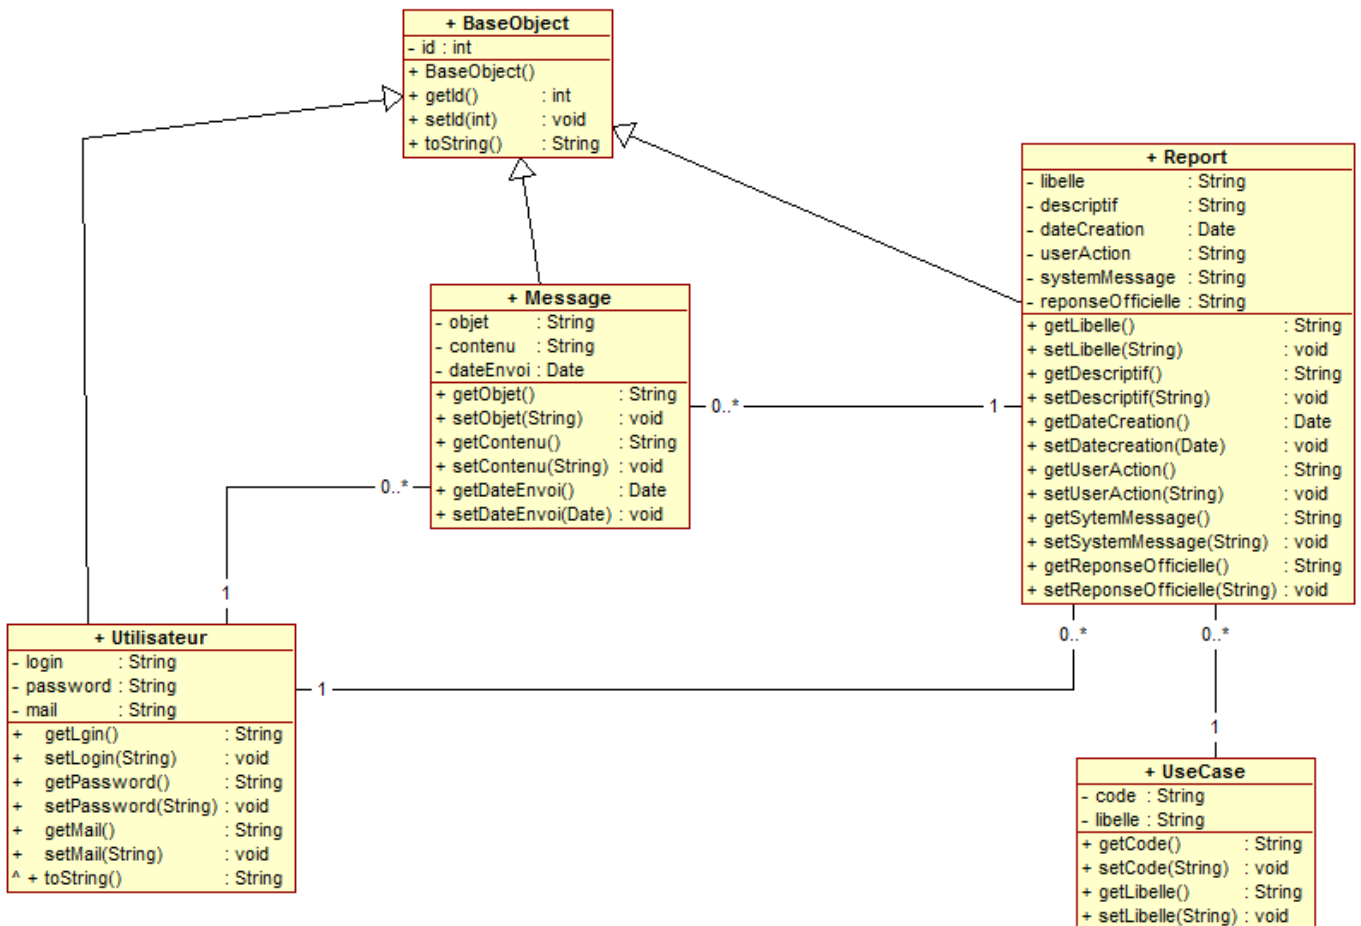 + BaseObject
- id : int
+ BaseObject()
+ getId() : int
+ setId(int) : void
+ toString() : String
+ Report
- libelle : String
- descriptif : String
- dateCreation : Date
- userAction : String
- systemMessage : String
- reponseOfficielle : String
+ getLibelle() : String
+ setLibelle(String) : void
+ getDescriptif() : String
+ setDescriptif(String) : void
+ getDateCreation() : Date
+ setDatecreation(Date) : void
+ getUserAction() : String
+ setUserAction(String) : void
+ getSytemMessage() : String
+ setSystemMessage(String) : void
+ getReponseOfficielle() : String
+ setReponseOfficielle(String) : void
+ Message
- objet : String
- contenu : String
- dateEnvoi : Date
+ getObjet() : String
+ setObjet(String) : void
+ getContenu() : String
+ setContenu(String) : void
+ getDateEnvoi() : Date
+ setDateEnvoi(Date) : void
0..*
1
0..*
1
+ Utilisateur
- login : String
- password : String
- mail : String
+ getLgin() : String
+ setLogin(String) : void
+ getPassword() : String
+ setPassword(String) : void
+ getMail() : String
+ setMail(String) : void
^ + toString() : String
1
0..*
0..*
1
+ UseCase
- code : String
- libelle : String
+ getCode() : String
+ setCode(String) : void
+ getLibelle() : String
+ setLibelle(String) : void